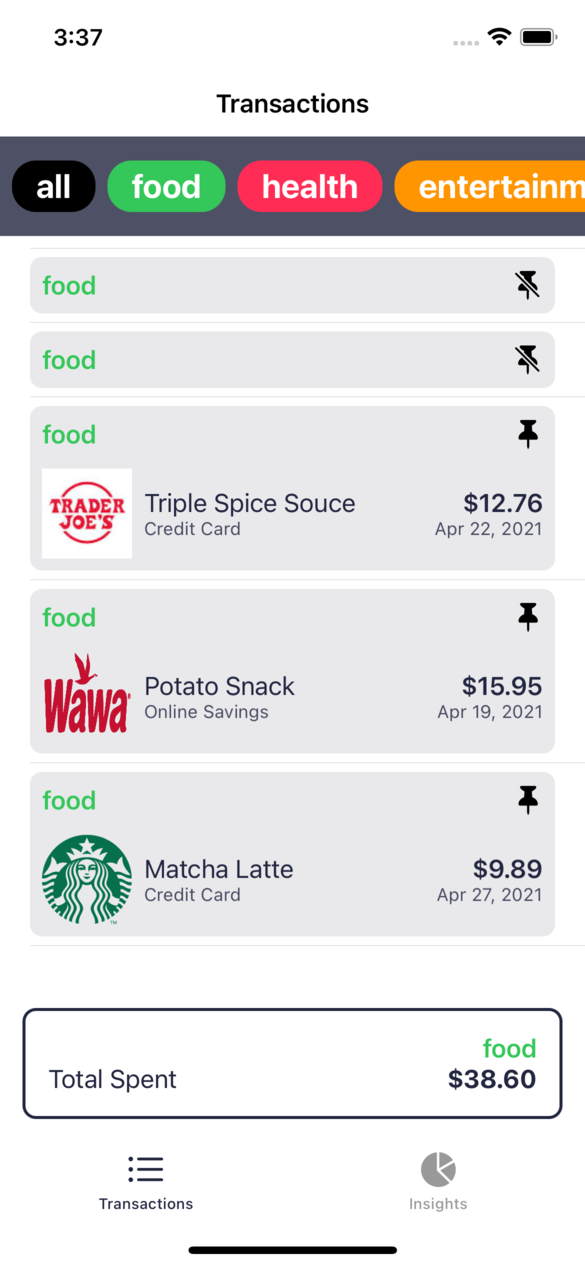 3:37
Transactions
all food health entertainm
food
food
food
TRADER
JOE'S
Triple Spice Souce $12.76
Credit Card Apr 22, 2021
food
Wawa
Potato Snack $15.95
Online Savings Apr 19, 2021
food
Matcha Latte $9.89
Credit Card Apr 27, 2021
TM
food
Total Spent $38.60
Transactions Insights